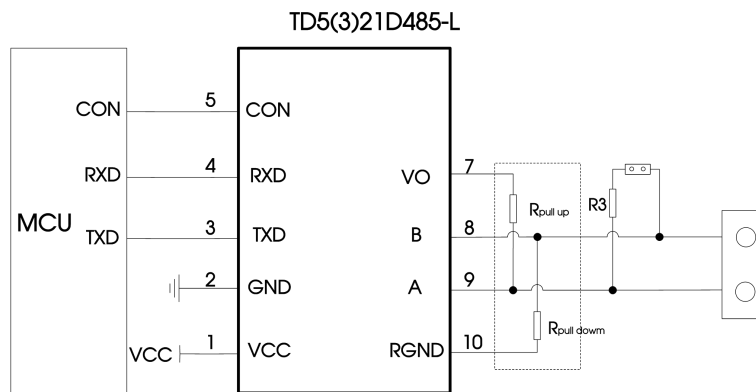 TD5(3)21D485-L
MCU
CON 5 CON
RXD 4 RXD
TXD 3 TXD
2 GND
VCC 1 VCC
VO 7
B 8
A 9
RGND 10
Rpull up
Rpull dowm
R3